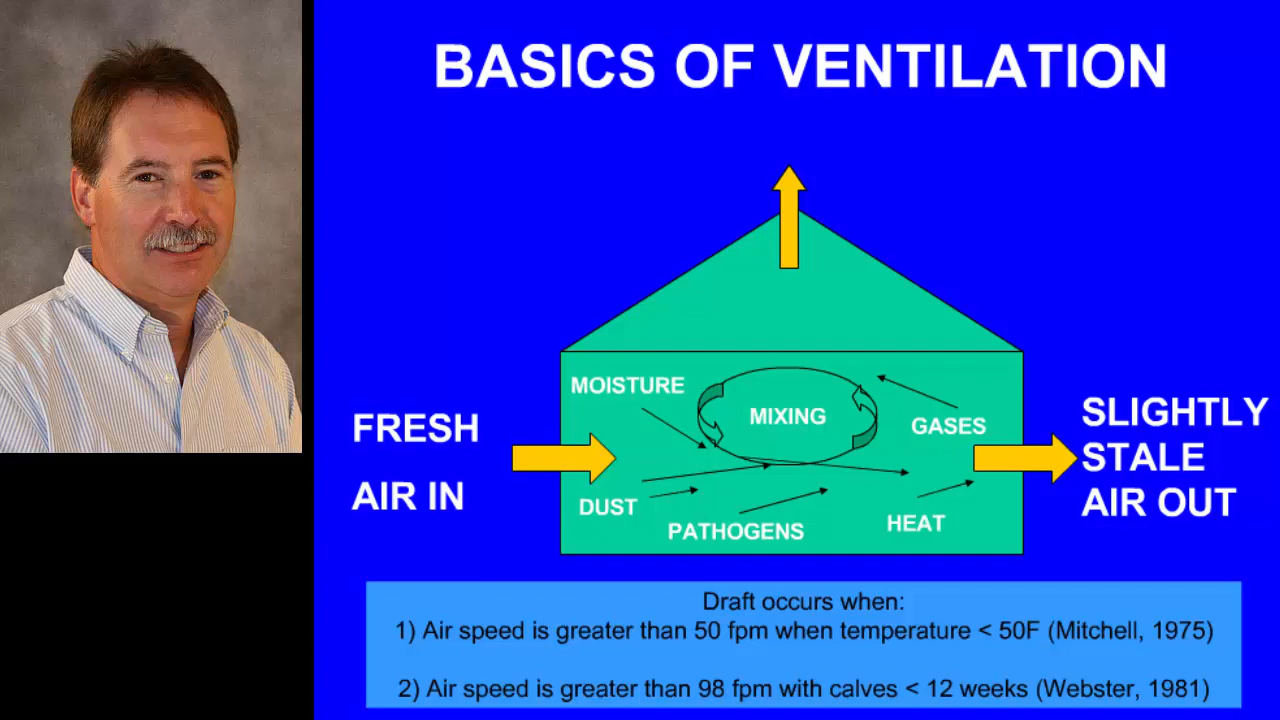 BASICS OF VENTILATION
MOISTURE
MIXING
GASES
FRESH
AIR IN
SLIGHTLY
STALE
AIR OUT
DUST
PATHOGENS
HEAT
Draft occurs when:
1) Air speed is greater than 50 fpm when temperature < 50F (Mitchell, 1975)
2) Air speed is greater than 98 fpm with calves < 12 weeks (Webster, 1981)